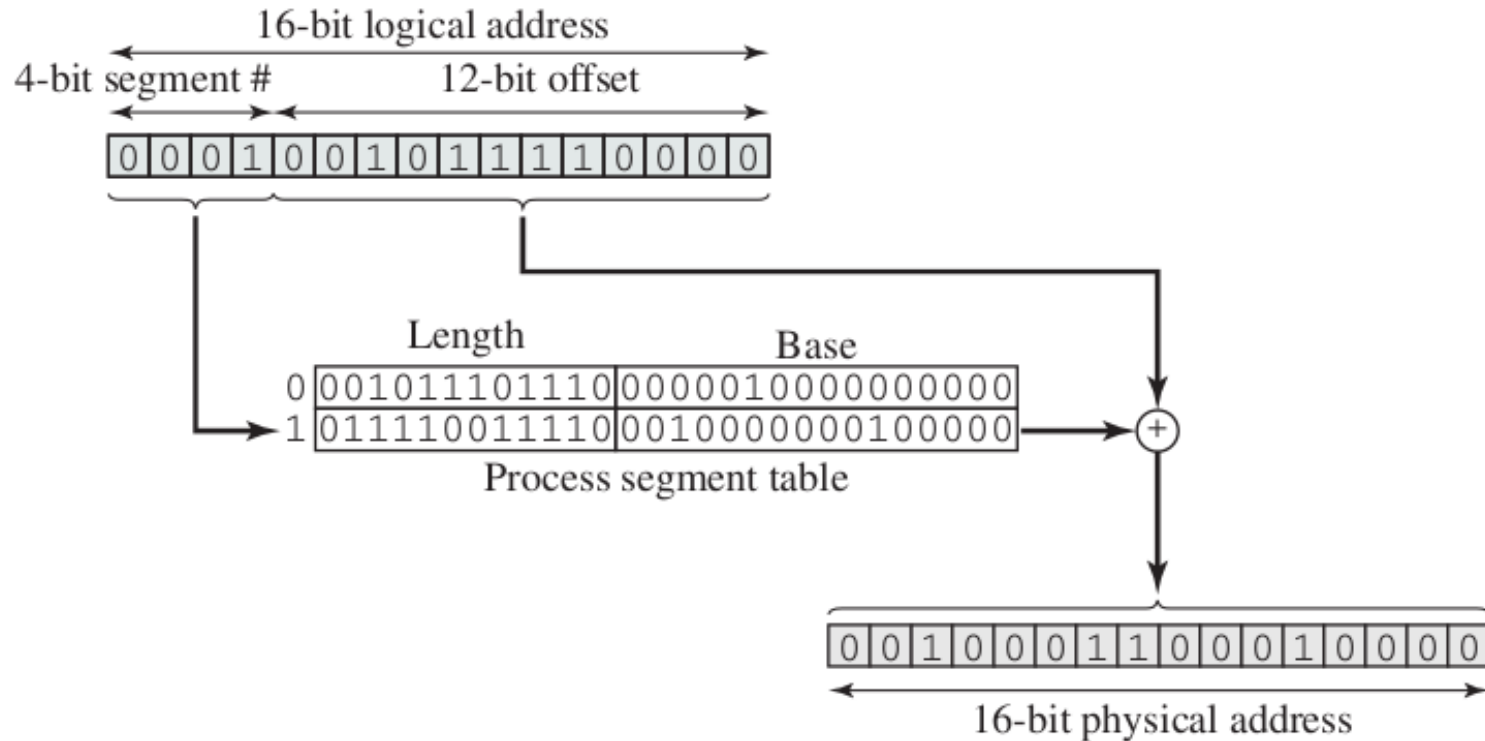 16-bit logical address
4-bit segment # 12-bit offset
0 0 0 1 0 0 1 0 1 1 1 1 0 0 0 0
Length Base
0 001011101110 0000010000000000
1 011110011110 0010000000100000
+
Process segment table
0 0 1 0 0 0 1 1 0 0 0 1 0 0 0 0
16-bit physical address